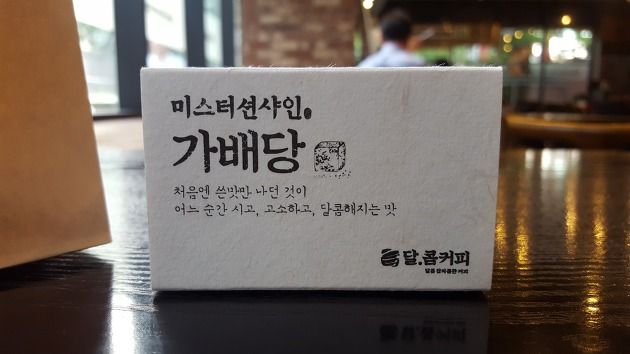 미스터션샤인.
가배당
처음엔 쓴맛만 나던 것이
어느 순간 시고, 고소하고, 달콤해지는 맛
달.콤커피